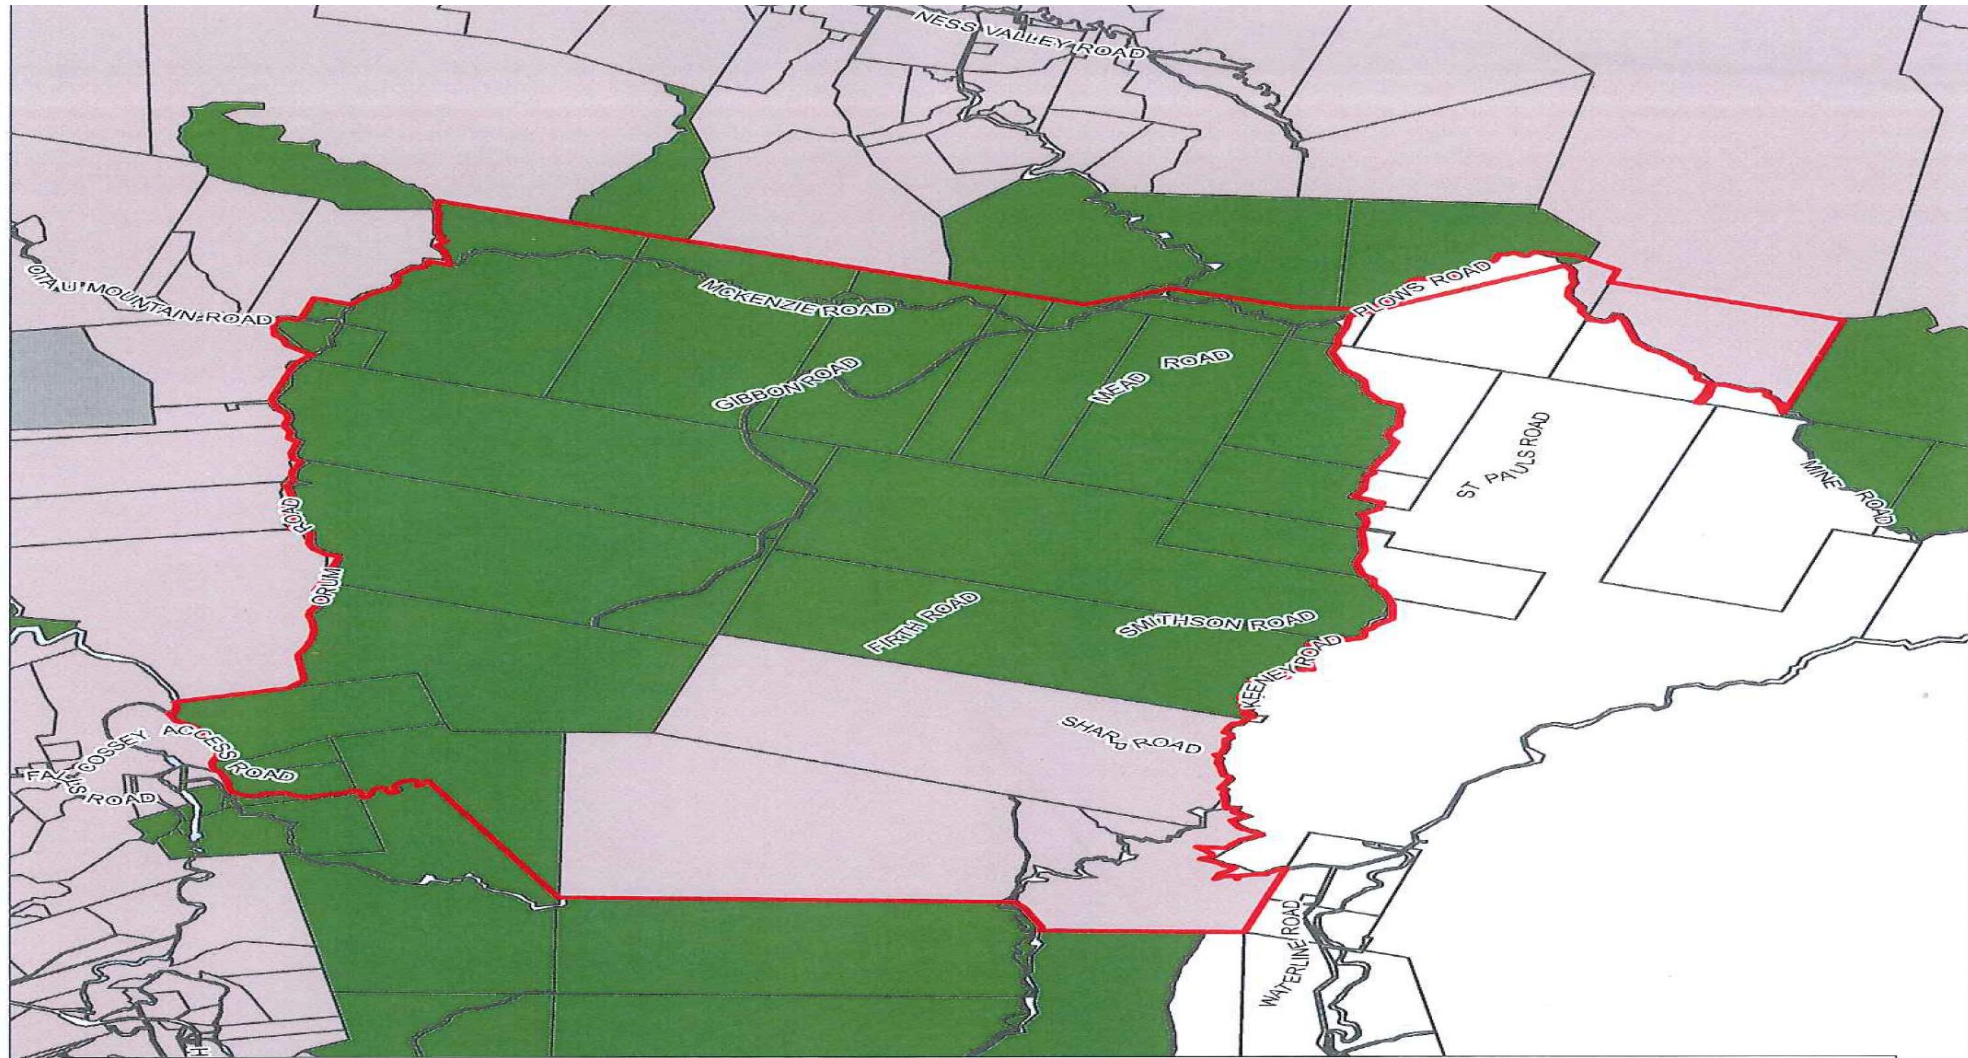 NESS VALLEY ROAD
OTAU MOUNTAIN ROAD
MCKENZIE ROAD
PLOWS ROAD
GIBBON ROAD
MEAD ROAD
ST PAULS ROAD
MINE ROAD
ORUM ROAD
FIRTH ROAD
SMITHSON ROAD
KEENEY ROAD
SHARP ROAD
COSSEY ACCESS ROAD
FALLS ROAD
WATERLINE ROAD
H